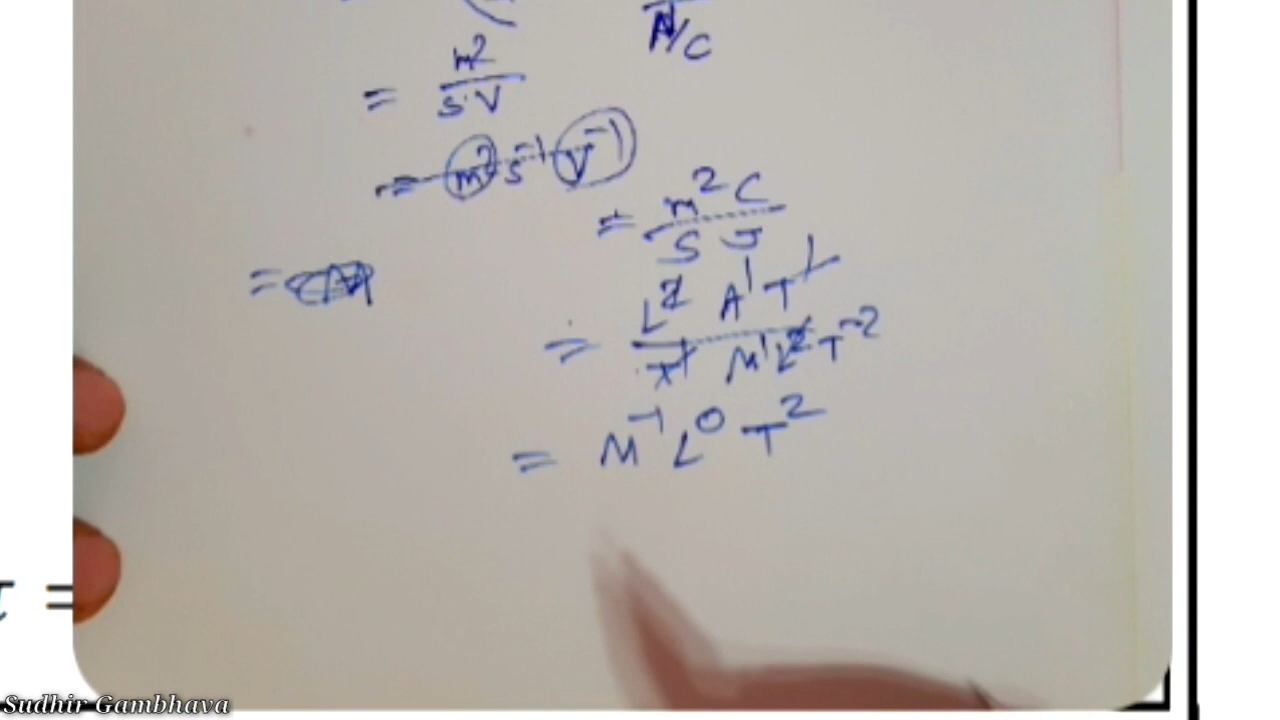 N/C
= m² / S·V
= m² s⁻¹ V⁻¹
= m² C / S J
= L² A¹ T¹ / T¹ M¹ L² T⁻²
= M⁻¹ L⁰ T²
τ =
Sudhir Gambhava